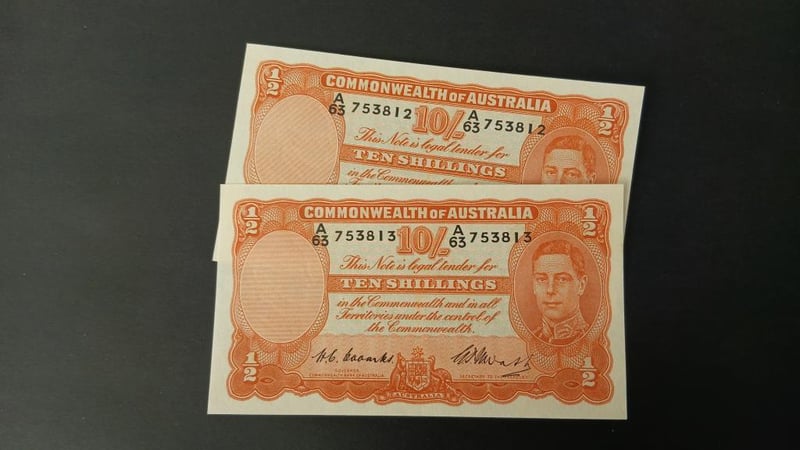 1/2 COMMONWEALTH OF AUSTRALIA 1/2
A/63 753812 10/- A/63 753812
This Note is legal tender for
TEN SHILLINGS
in the Commonwealth
1/2 COMMONWEALTH OF AUSTRALIA 1/2
A/63 753813 10/- A/63 753813
This Note is legal tender for
TEN SHILLINGS
in the Commonwealth and in all
Territories under the control of
the Commonwealth.
H.C. Coombs
GOVERNOR
COMMONWEALTH BANK OF AUSTRALIA
1/2 AUSTRALIA 1/2